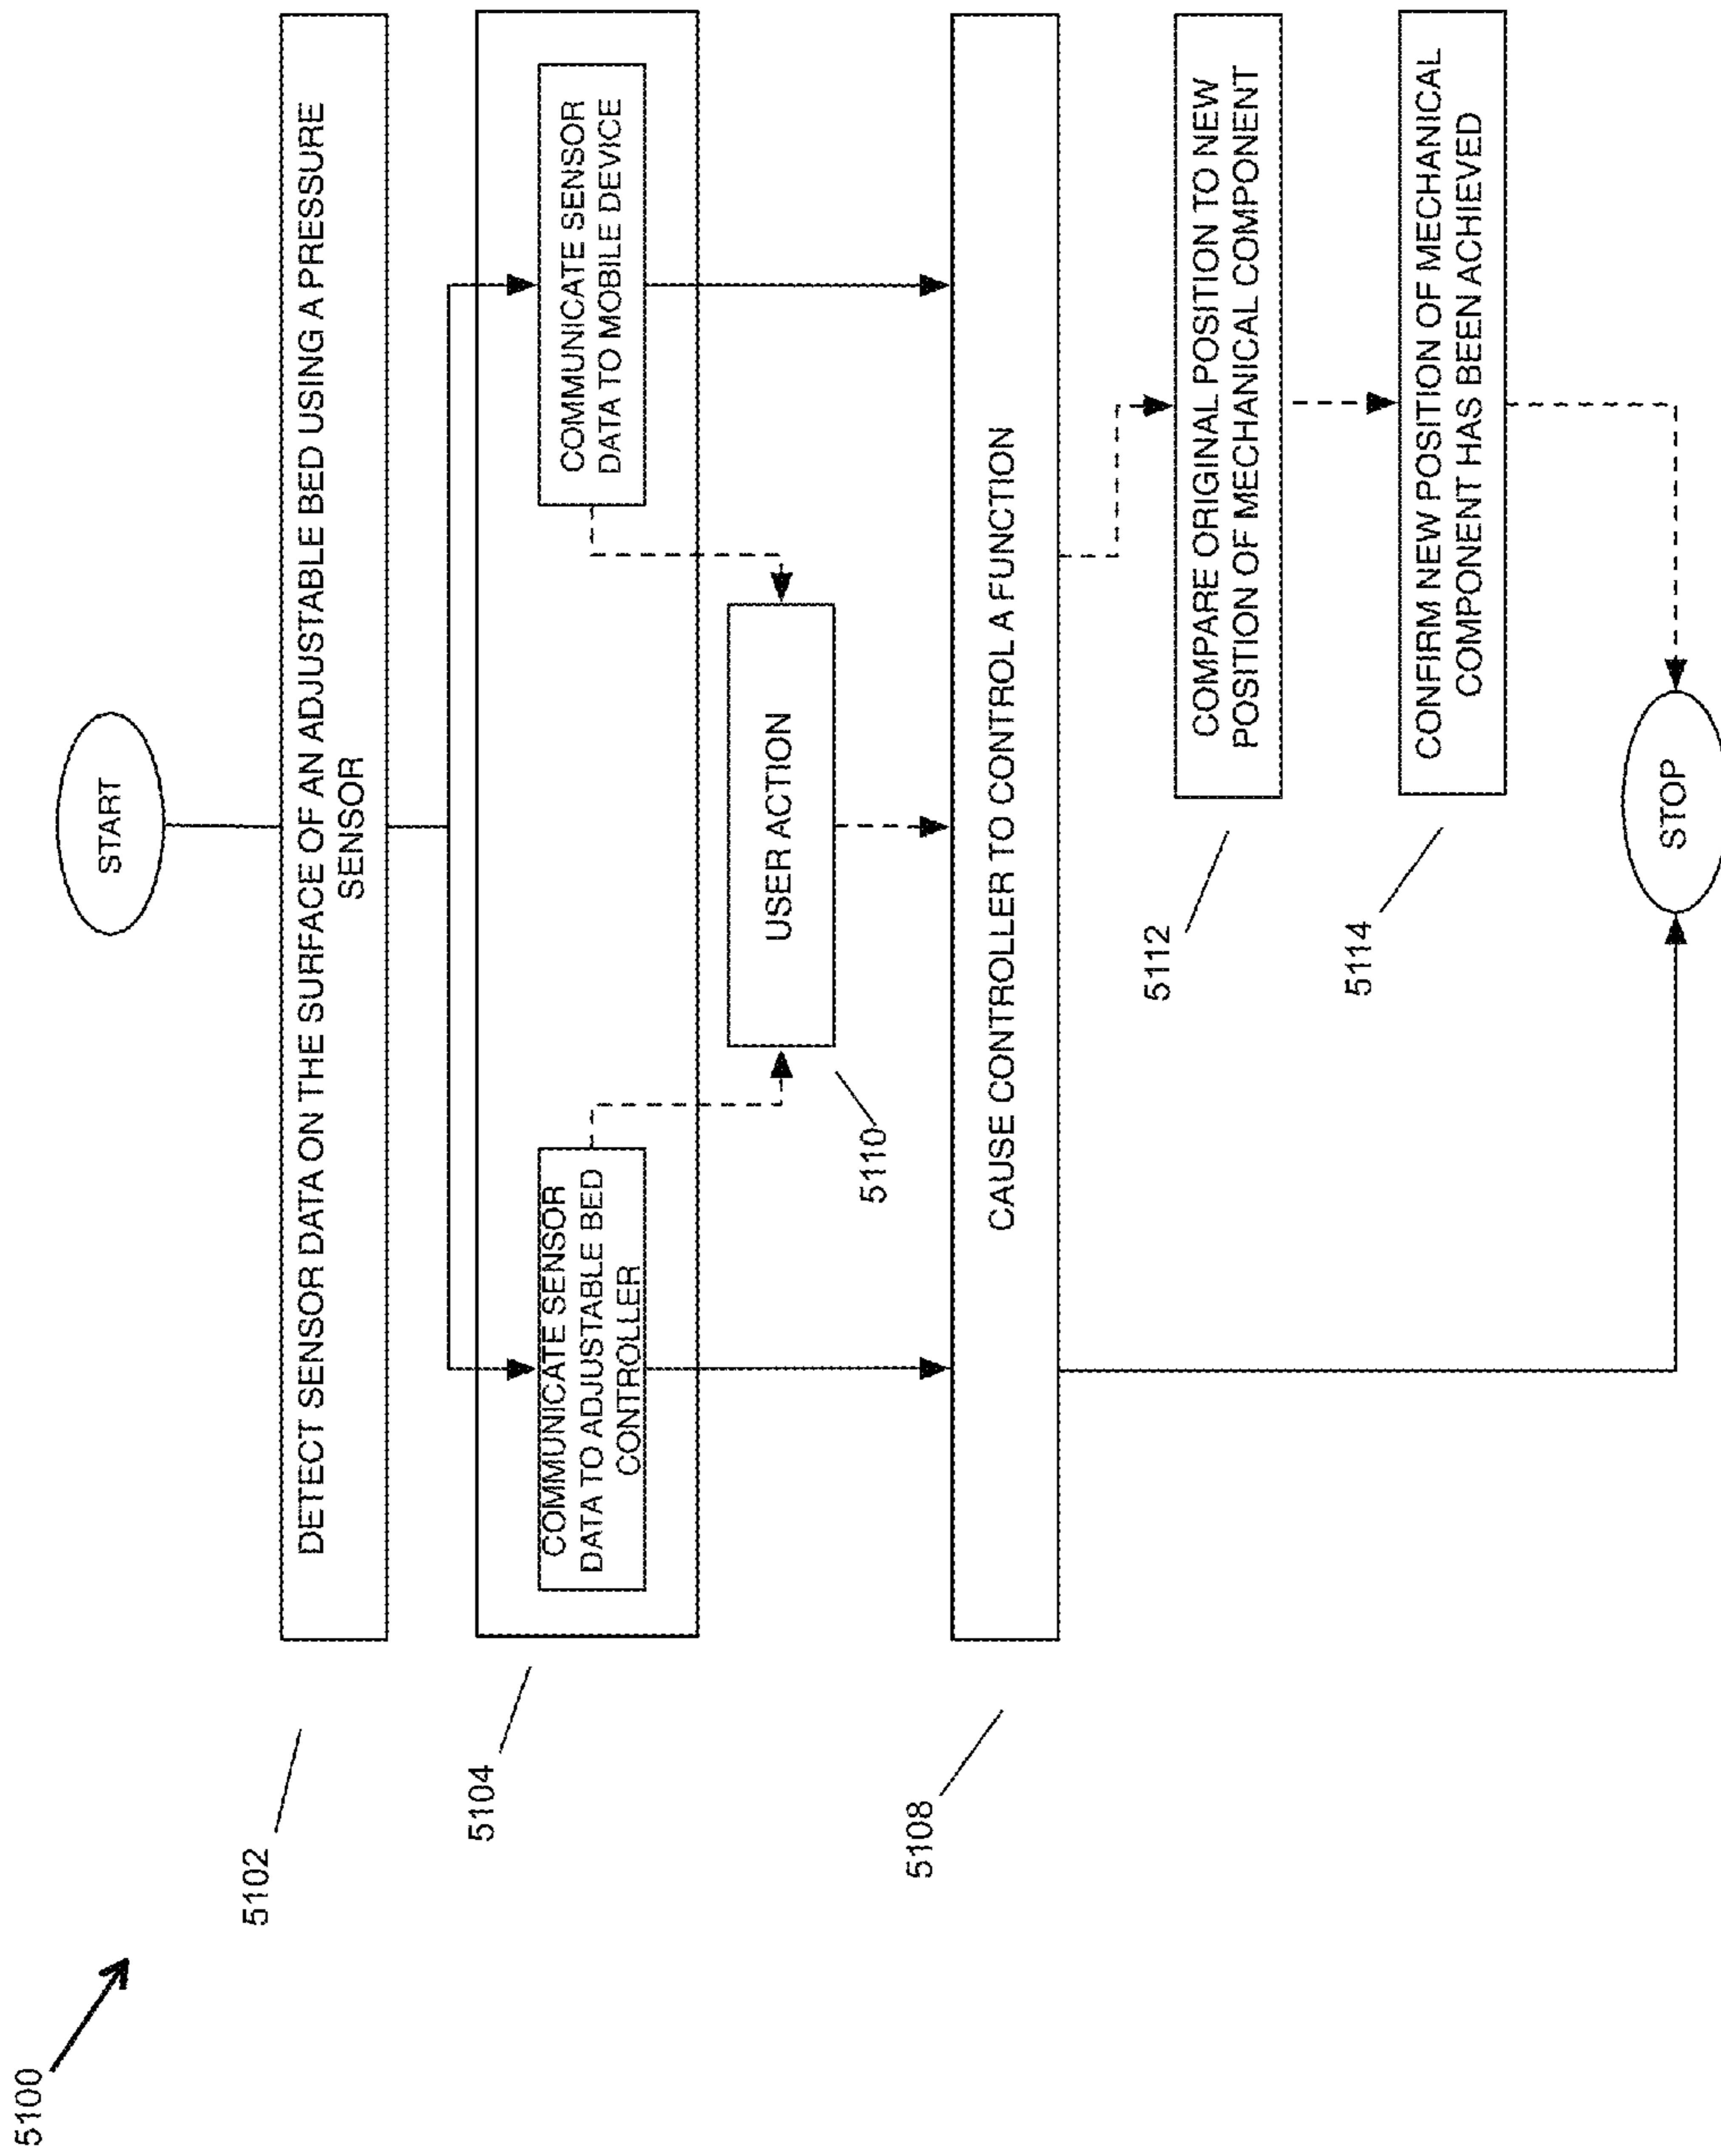 5100
START
5102
DETECT SENSOR DATA ON THE SURFACE OF AN ADJUSTABLE BED USING A PRESSURE
SENSOR
5104
COMMUNICATE SENSOR
DATA TO ADJUSTABLE BED
CONTROLLER
COMMUNICATE SENSOR
DATA TO MOBILE DEVICE
5110
USER ACTION
5108
CAUSE CONTROLLER TO CONTROL A FUNCTION
5112
COMPARE ORIGINAL POSITION TO NEW
POSITION OF MECHANICAL COMPONENT
5114
CONFIRM NEW POSITION OF MECHANICAL
COMPONENT HAS BEEN ACHIEVED
STOP